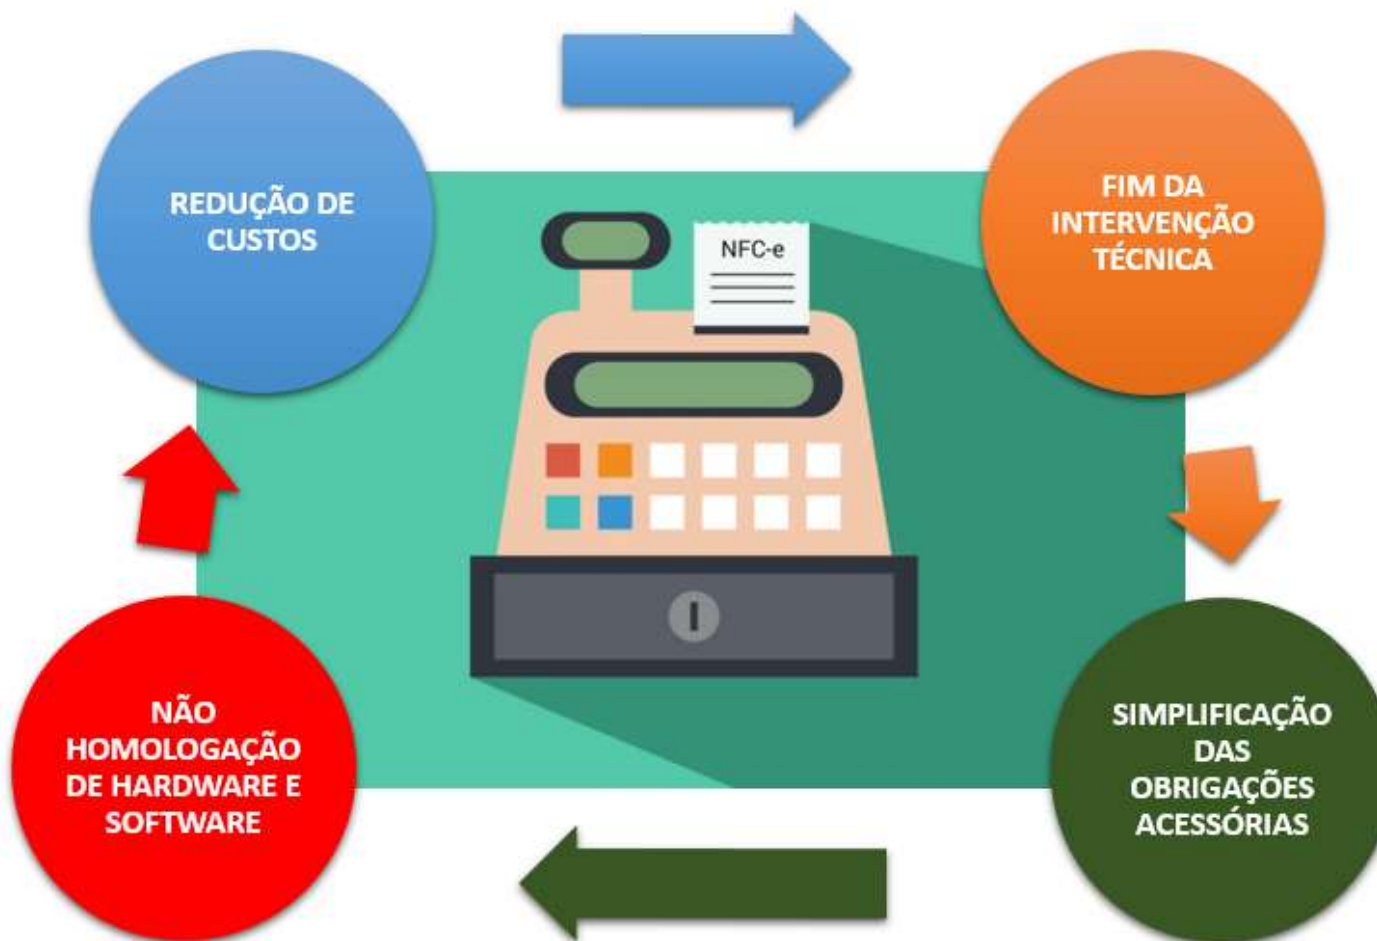 REDUÇÃO DE
CUSTOS
FIM DA
INTERVENÇÃO
TÉCNICA
NFC-e
NÃO
HOMOLOGAÇÃO
DE HARDWARE E
SOFTWARE
SIMPLIFICAÇÃO
DAS
OBRIGAÇÕES
ACESSÓRIAS